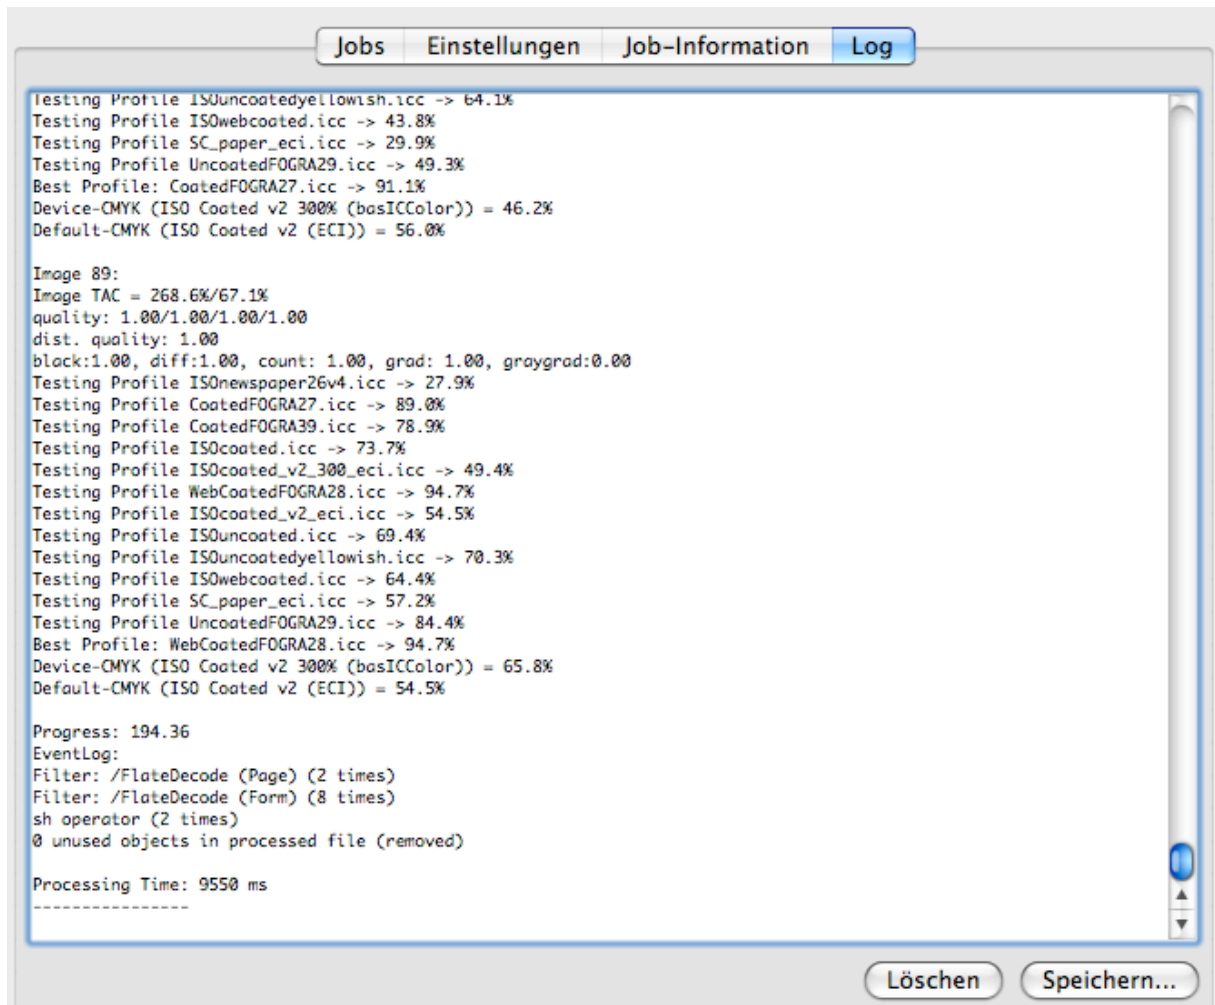 Jobs Einstellungen Job-Information Log
Testing Profile ISOuncoatedyellowish.icc -> 64.1%
Testing Profile ISOwebcoated.icc -> 43.8%
Testing Profile SC_paper_eci.icc -> 29.9%
Testing Profile UncoatedFOGRA29.icc -> 49.3%
Best Profile: CoatedFOGRA27.icc -> 91.1%
Device-CMYK (ISO Coated v2 300% (basICColor)) = 46.2%
Default-CMYK (ISO Coated v2 (ECI)) = 56.0%
Image 89:
Image TAC = 268.6%/67.1%
quality: 1.00/1.00/1.00/1.00
dist. quality: 1.00
black:1.00, diff:1.00, count: 1.00, grad: 1.00, graygrad:0.00
Testing Profile ISOnewspaper26v4.icc -> 27.9%
Testing Profile CoatedFOGRA27.icc -> 89.0%
Testing Profile CoatedFOGRA39.icc -> 78.9%
Testing Profile ISOcoated.icc -> 73.7%
Testing Profile ISOcoated_v2_300_eci.icc -> 49.4%
Testing Profile WebCoatedFOGRA28.icc -> 94.7%
Testing Profile ISOcoated_v2_eci.icc -> 54.5%
Testing Profile ISOuncoated.icc -> 69.4%
Testing Profile ISOuncoatedyellowish.icc -> 70.3%
Testing Profile ISOwebcoated.icc -> 64.4%
Testing Profile SC_paper_eci.icc -> 57.2%
Testing Profile UncoatedFOGRA29.icc -> 84.4%
Best Profile: WebCoatedFOGRA28.icc -> 94.7%
Device-CMYK (ISO Coated v2 300% (basICColor)) = 65.8%
Default-CMYK (ISO Coated v2 (ECI)) = 54.5%
Progress: 194.36
EventLog:
Filter: /FlateDecode (Page) (2 times)
Filter: /FlateDecode (Form) (8 times)
sh operator (2 times)
0 unused objects in processed file (removed)
Processing Time: 9550 ms
----------------
Löschen Speichern...